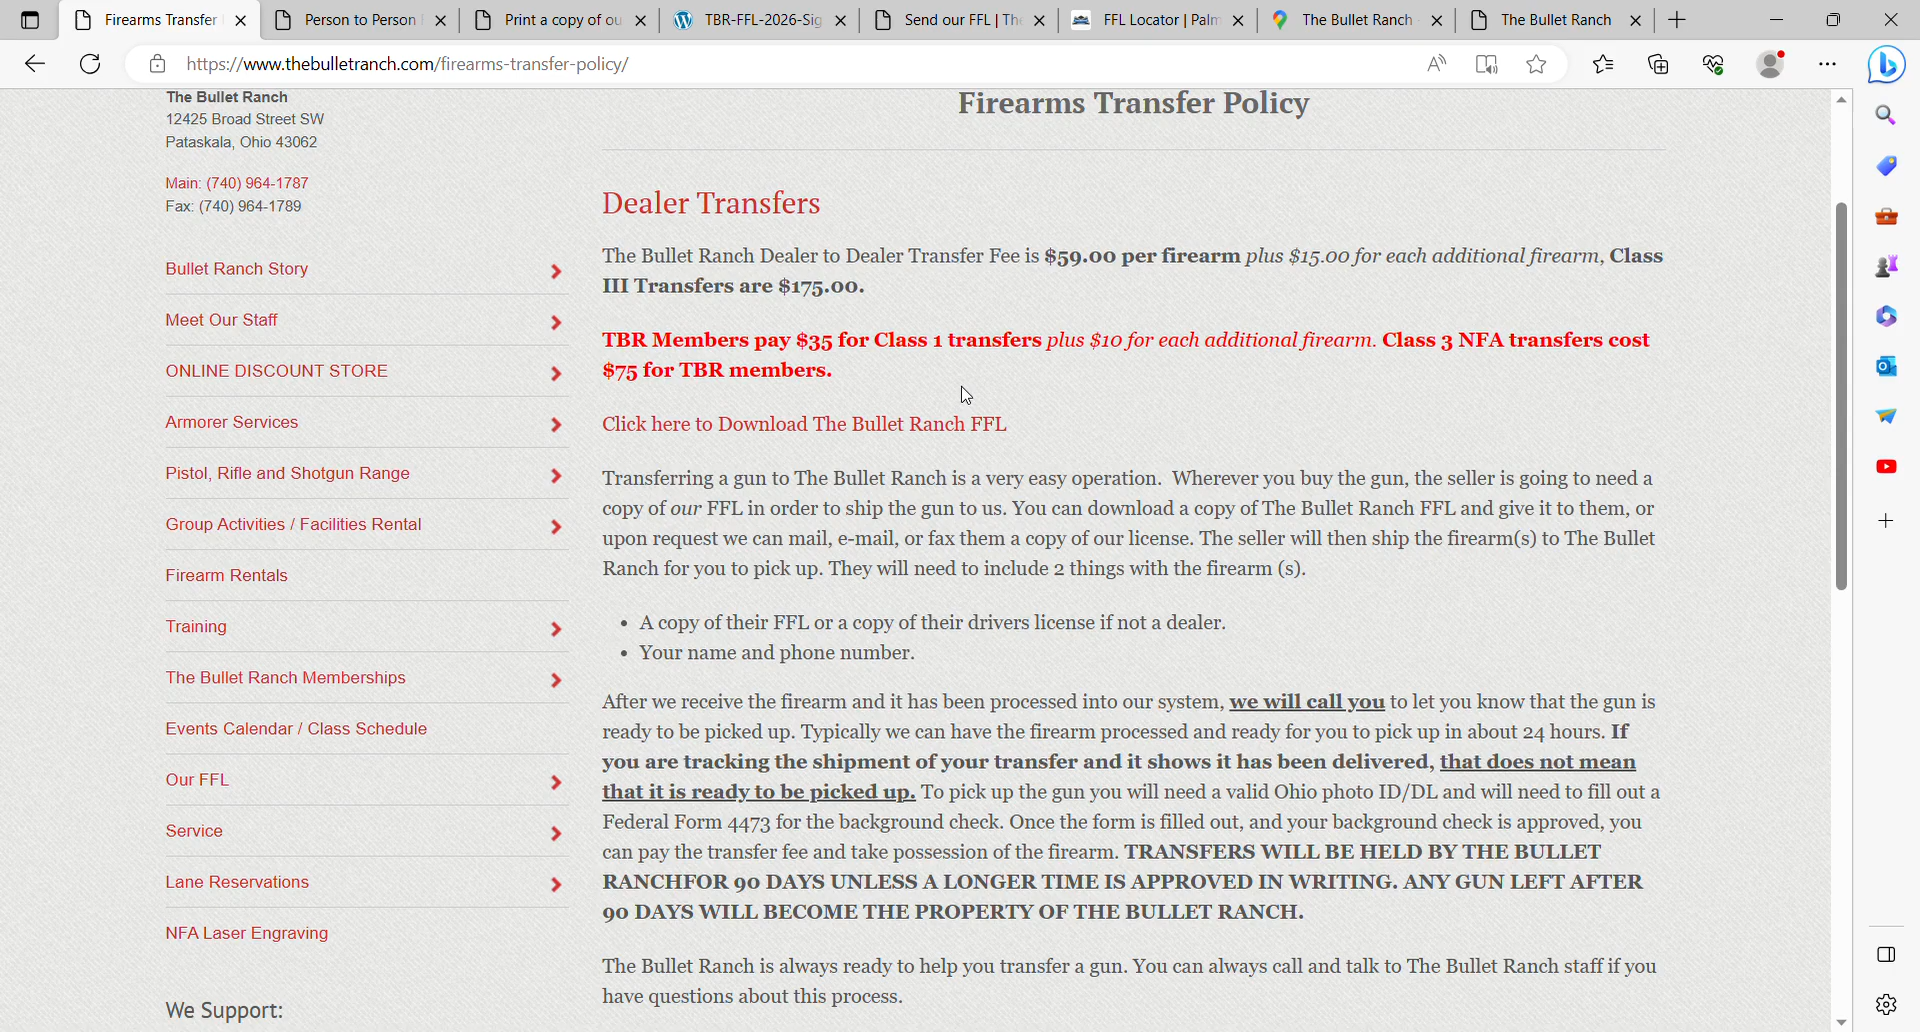 Firearms Transfer
Person to Person
Print a copy of ou
TBR-FFL-2026-Sig
Send our FFL | Th
FFL Locator | Palm
The Bullet Ranch
The Bullet Ranch
https://www.thebulletranch.com/firearms-transfer-policy/
The Bullet Ranch
12425 Broad Street SW
Pataskala, Ohio 43062
Main: (740) 964-1787
Fax: (740) 964-1789
Bullet Ranch Story
Meet Our Staff
ONLINE DISCOUNT STORE
Armorer Services
Pistol, Rifle and Shotgun Range
Group Activities / Facilities Rental
Firearm Rentals
Training
The Bullet Ranch Memberships
Events Calendar / Class Schedule
Our FFL
Service
Lane Reservations
NFA Laser Engraving
We Support:
Firearms Transfer Policy
Dealer Transfers
The Bullet Ranch Dealer to Dealer Transfer Fee is $59.00 per firearm plus $15.00 for each additional firearm, Class
III Transfers are $175.00.
TBR Members pay $35 for Class 1 transfers plus $10 for each additional firearm. Class 3 NFA transfers cost
$75 for TBR members.
Click here to Download The Bullet Ranch FFL
Transferring a gun to The Bullet Ranch is a very easy operation. Wherever you buy the gun, the seller is going to need a
copy of our FFL in order to ship the gun to us. You can download a copy of The Bullet Ranch FFL and give it to them, or
upon request we can mail, e-mail, or fax them a copy of our license. The seller will then ship the firearm(s) to The Bullet
Ranch for you to pick up. They will need to include 2 things with the firearm (s).
• A copy of their FFL or a copy of their drivers license if not a dealer.
• Your name and phone number.
After we receive the firearm and it has been processed into our system, we will call you to let you know that the gun is
ready to be picked up. Typically we can have the firearm processed and ready for you to pick up in about 24 hours. If
you are tracking the shipment of your transfer and it shows it has been delivered, that does not mean
that it is ready to be picked up. To pick up the gun you will need a valid Ohio photo ID/DL and will need to fill out a
Federal Form 4473 for the background check. Once the form is filled out, and your background check is approved, you
can pay the transfer fee and take possession of the firearm. TRANSFERS WILL BE HELD BY THE BULLET
RANCHFOR 90 DAYS UNLESS A LONGER TIME IS APPROVED IN WRITING. ANY GUN LEFT AFTER
90 DAYS WILL BECOME THE PROPERTY OF THE BULLET RANCH.
The Bullet Ranch is always ready to help you transfer a gun. You can always call and talk to The Bullet Ranch staff if you
have questions about this process.